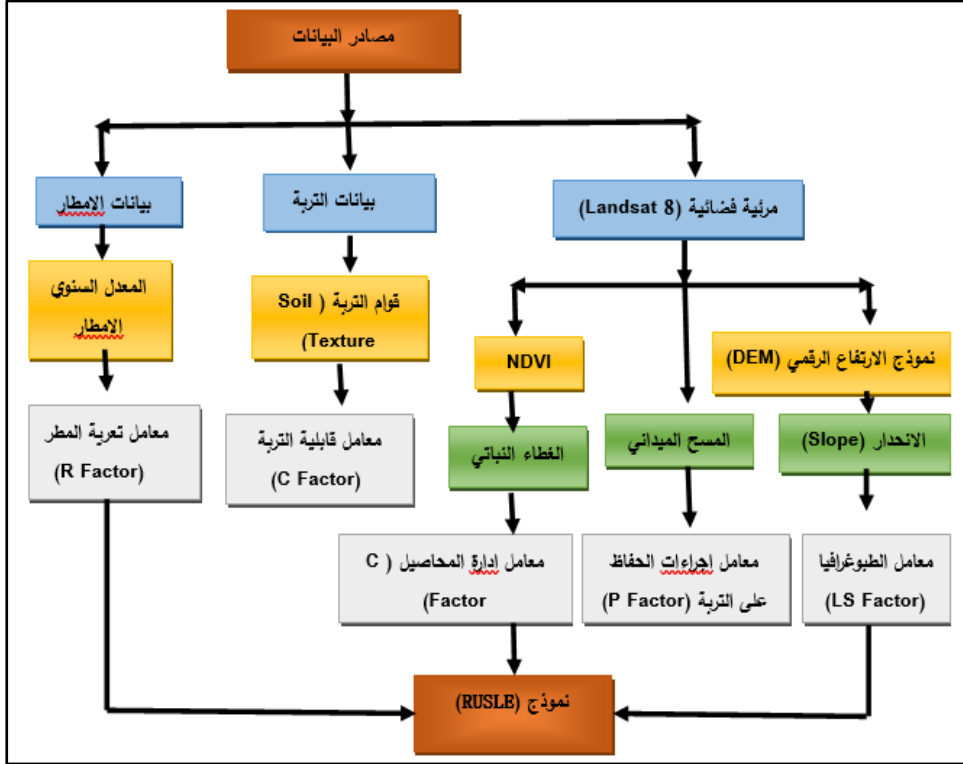 مصادر البيانات
بيانات الامطار
بيانات التربة
مرئية فضائية (Landsat 8)
المعدل السنوي
الامطار
قوام التربة ( Soil
Texture)
NDVI
نموذج الارتفاع الرقمي (DEM)
معامل تعرية المطر
(R Factor)
معامل قابلية التربة
(C Factor)
الغطاء النباتي
المسح الميداني
الانحدار (Slope)
معامل إدارة المحاصيل ( C
Factor)
معامل إجراءات الحفاظ
على التربة (P Factor)
معامل الطبوغرافيا
(LS Factor)
نموذج (RUSLE)